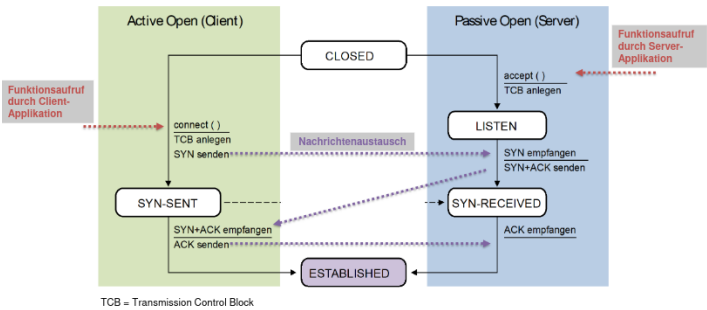 Active Open (Client)
Passive Open (Server)
Funktionsaufruf
durch Server-
Applikation
CLOSED
accept ( )
TCB anlegen
Funktionsaufruf
durch Client-
Applikation
connect ( )
TCB anlegen
SYN senden
Nachrichtenaustausch
LISTEN
SYN empfangen
SYN+ACK senden
SYN-SENT
SYN-RECEIVED
SYN+ACK empfangen
ACK senden
ACK empfangen
ESTABLISHED
TCB = Transmission Control Block